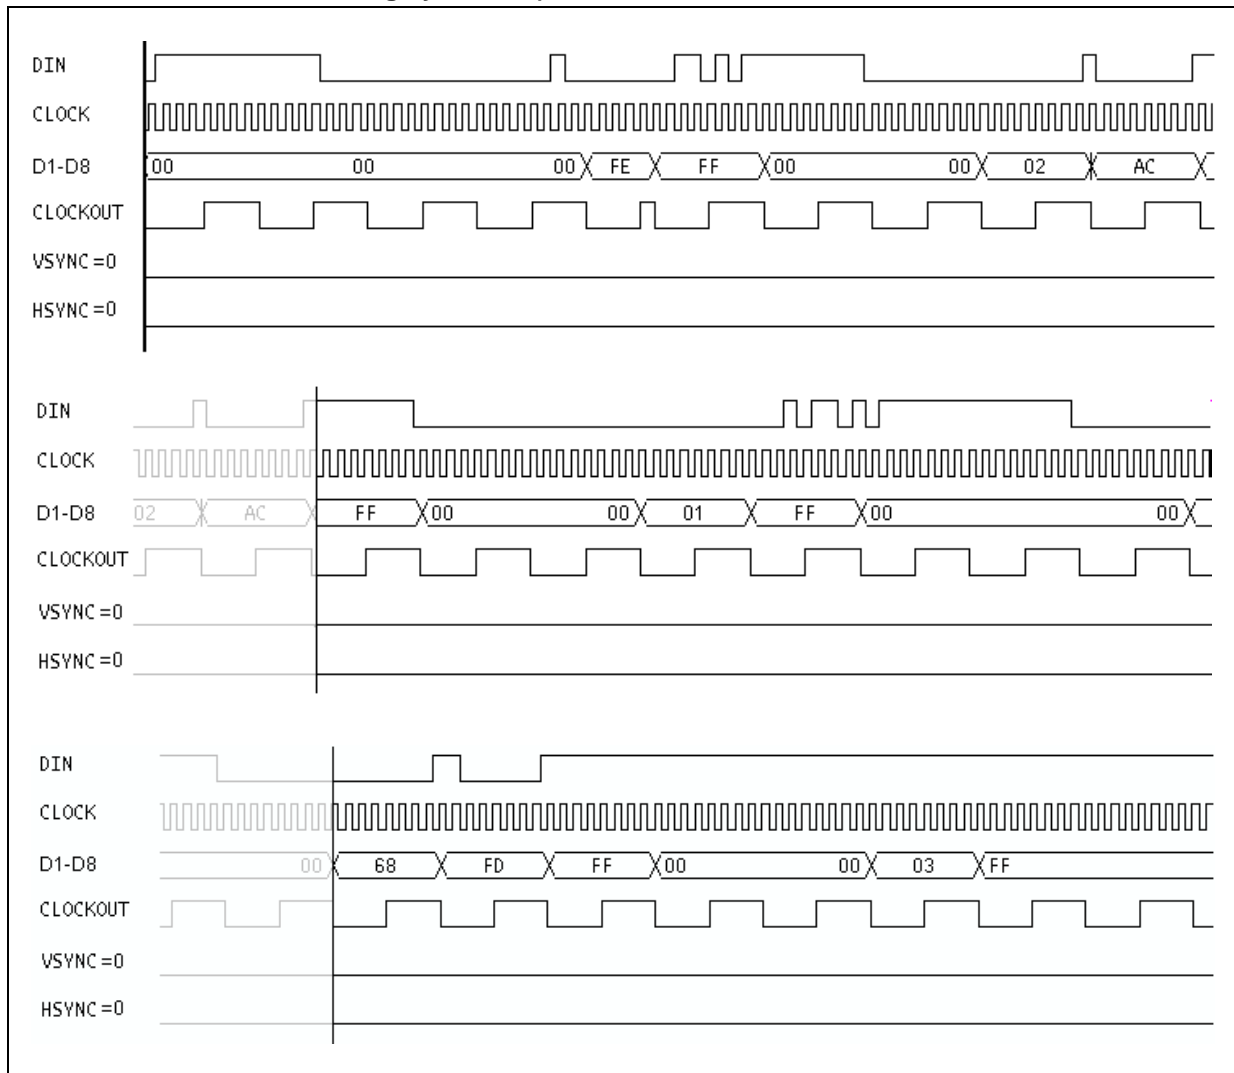 DIN
CLOCK
D1-D8 00 00 00 FE FF 00 00 02 AC
CLOCKOUT
VSYNC=0
HSYNC=0
DIN
CLOCK
D1-D8 02 AC FF 00 00 01 FF 00 00
CLOCKOUT
VSYNC=0
HSYNC=0
DIN
CLOCK
D1-D8 00 68 FD FF 00 00 03 FF
CLOCKOUT
VSYNC=0
HSYNC=0